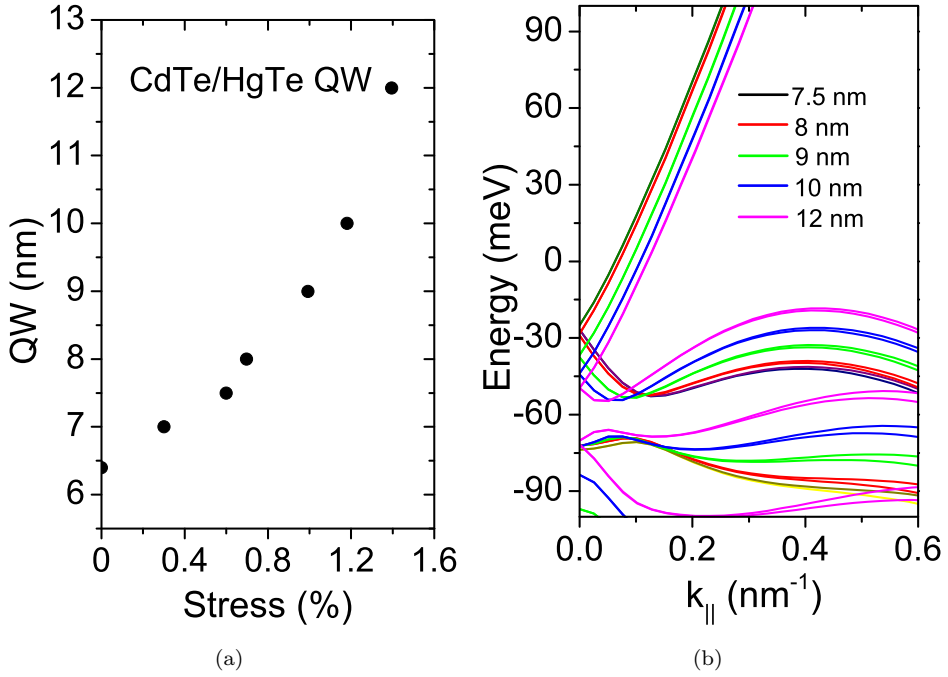 13
12
11
10
9
8
7
6
QW (nm)
CdTe/HgTe QW
0
0.4
0.8
1.2
1.6
Stress (%)
(a)
90
60
30
0
-30
-60
-90
Energy (meV)
7.5 nm
8 nm
9 nm
10 nm
12 nm
0.0
0.2
0.4
0.6
k|| (nm-1)
(b)